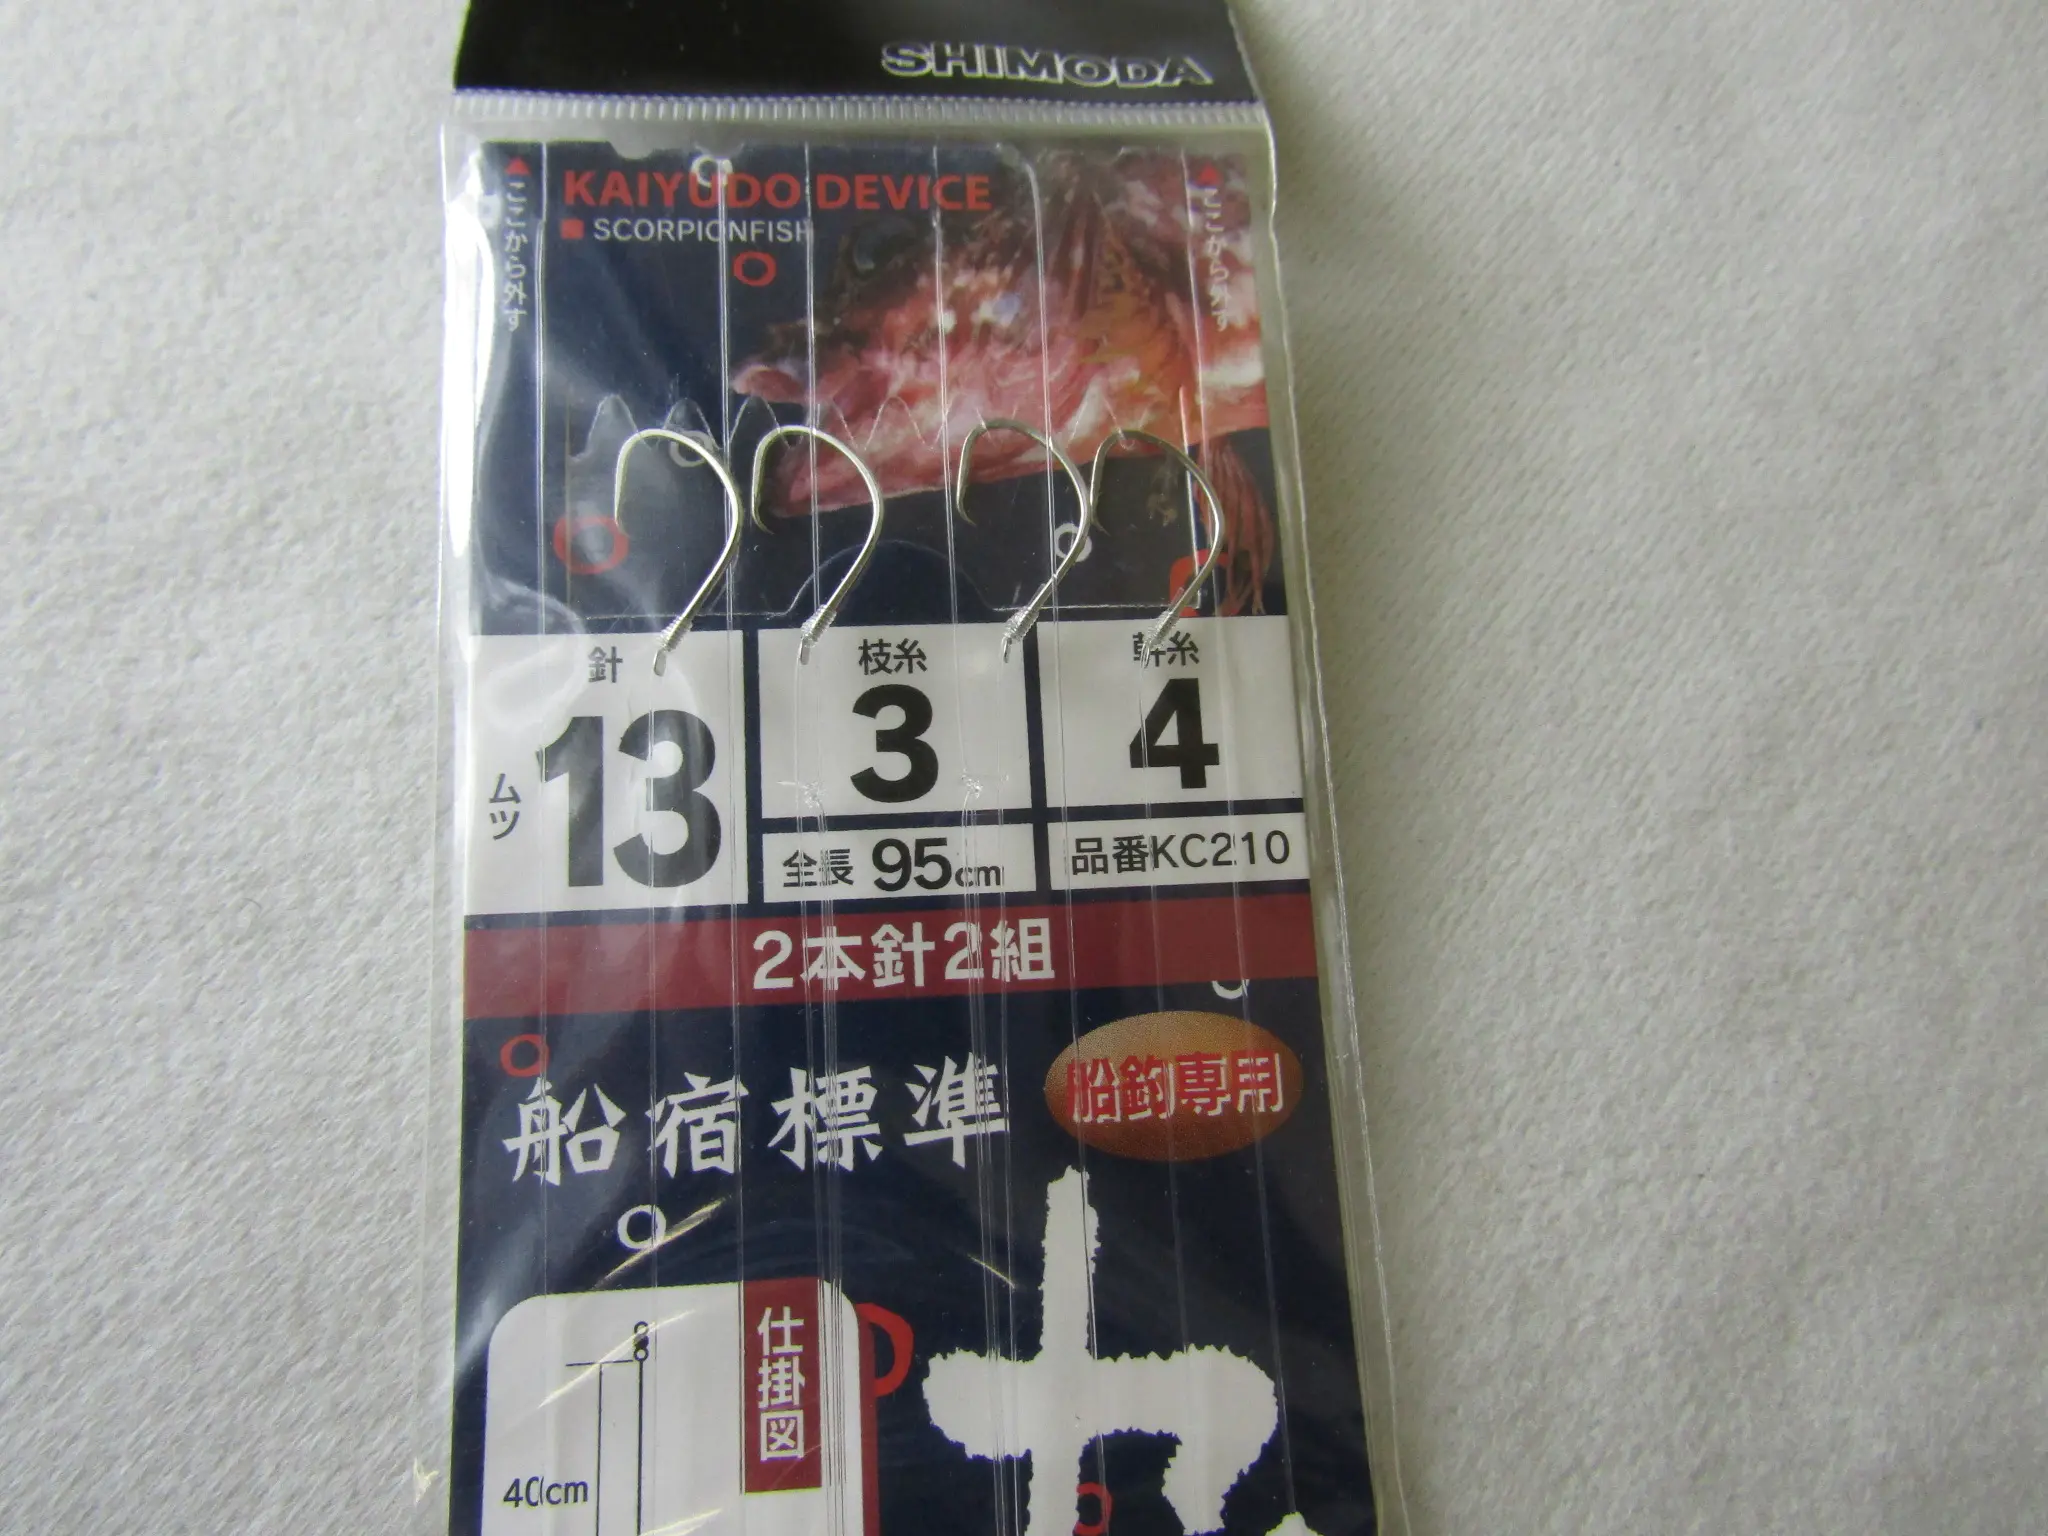 SHIMODA
KAIYUDO DEVICE
SCORPIONFISH
▲ここから外す
▲ここから外す
針
ムツ
13
枝糸
3
幹糸
4
全長 95cm
品番KC210
2本針2組
船宿標準
船釣専用
仕掛図
40cm
カ